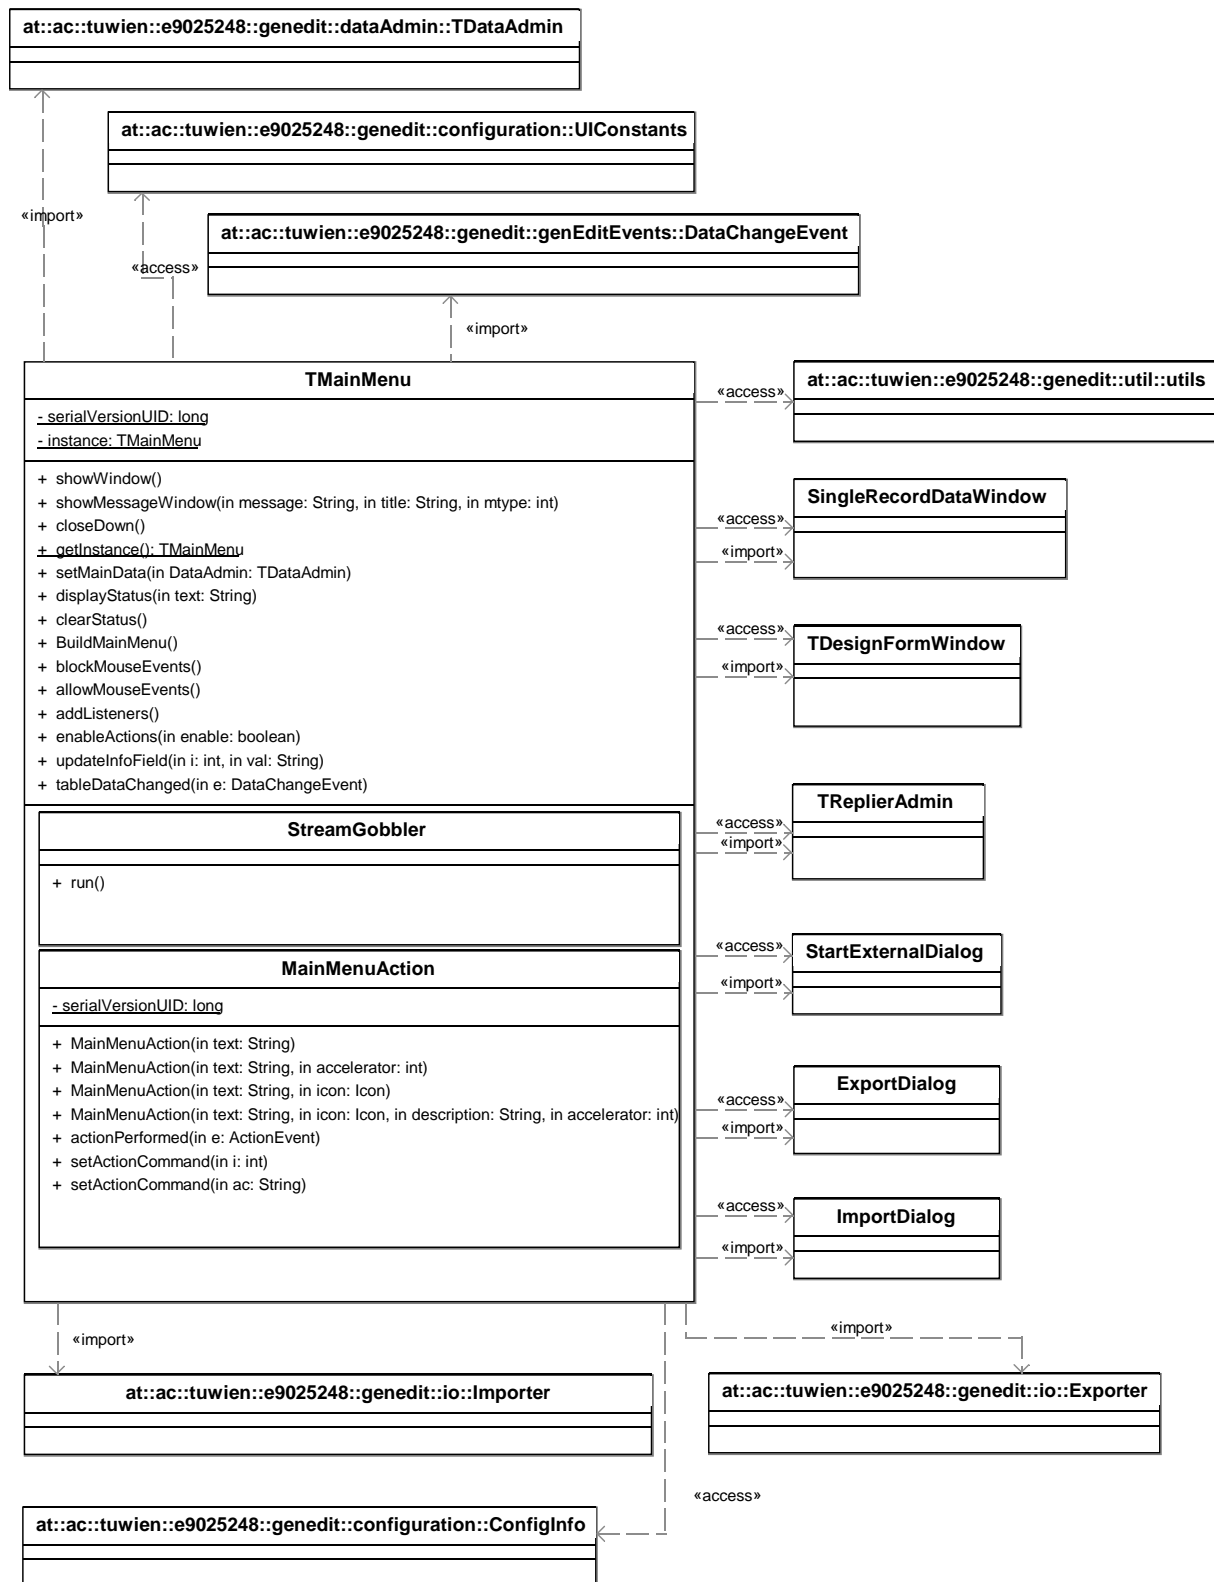 at::ac::tuwien::e9025248::genedit::dataAdmin::TDataAdmin
at::ac::tuwien::e9025248::genedit::configuration::UIConstants
«import»
at::ac::tuwien::e9025248::genedit::genEditEvents::DataChangeEvent
«access»
«import»
TMainMenu
- serialVersionUID: long
- instance: TMainMenu
+ showWindow()
+ showMessageWindow(in message: String, in title: String, in mtype: int)
+ closeDown()
+ getInstance(): TMainMenu
+ setMainData(in DataAdmin: TDataAdmin)
+ displayStatus(in text: String)
+ clearStatus()
+ BuildMainMenu()
+ blockMouseEvents()
+ allowMouseEvents()
+ addListeners()
+ enableActions(in enable: boolean)
+ updateInfoField(in i: int, in val: String)
+ tableDataChanged(in e: DataChangeEvent)
StreamGobbler
+ run()
MainMenuAction
- serialVersionUID: long
+ MainMenuAction(in text: String)
+ MainMenuAction(in text: String, in accelerator: int)
+ MainMenuAction(in text: String, in icon: Icon)
+ MainMenuAction(in text: String, in icon: Icon, in description: String, in accelerator: int)
+ actionPerformed(in e: ActionEvent)
+ setActionCommand(in i: int)
+ setActionCommand(in ac: String)
«access»
at::ac::tuwien::e9025248::genedit::util::utils
«access»
«import»
SingleRecordDataWindow
«access»
«import»
TDesignFormWindow
«access»
«import»
TReplierAdmin
«access»
«import»
StartExternalDialog
«access»
«import»
ExportDialog
«access»
«import»
ImportDialog
«import»
«import»
at::ac::tuwien::e9025248::genedit::io::Importer
at::ac::tuwien::e9025248::genedit::io::Exporter
«access»
at::ac::tuwien::e9025248::genedit::configuration::ConfigInfo